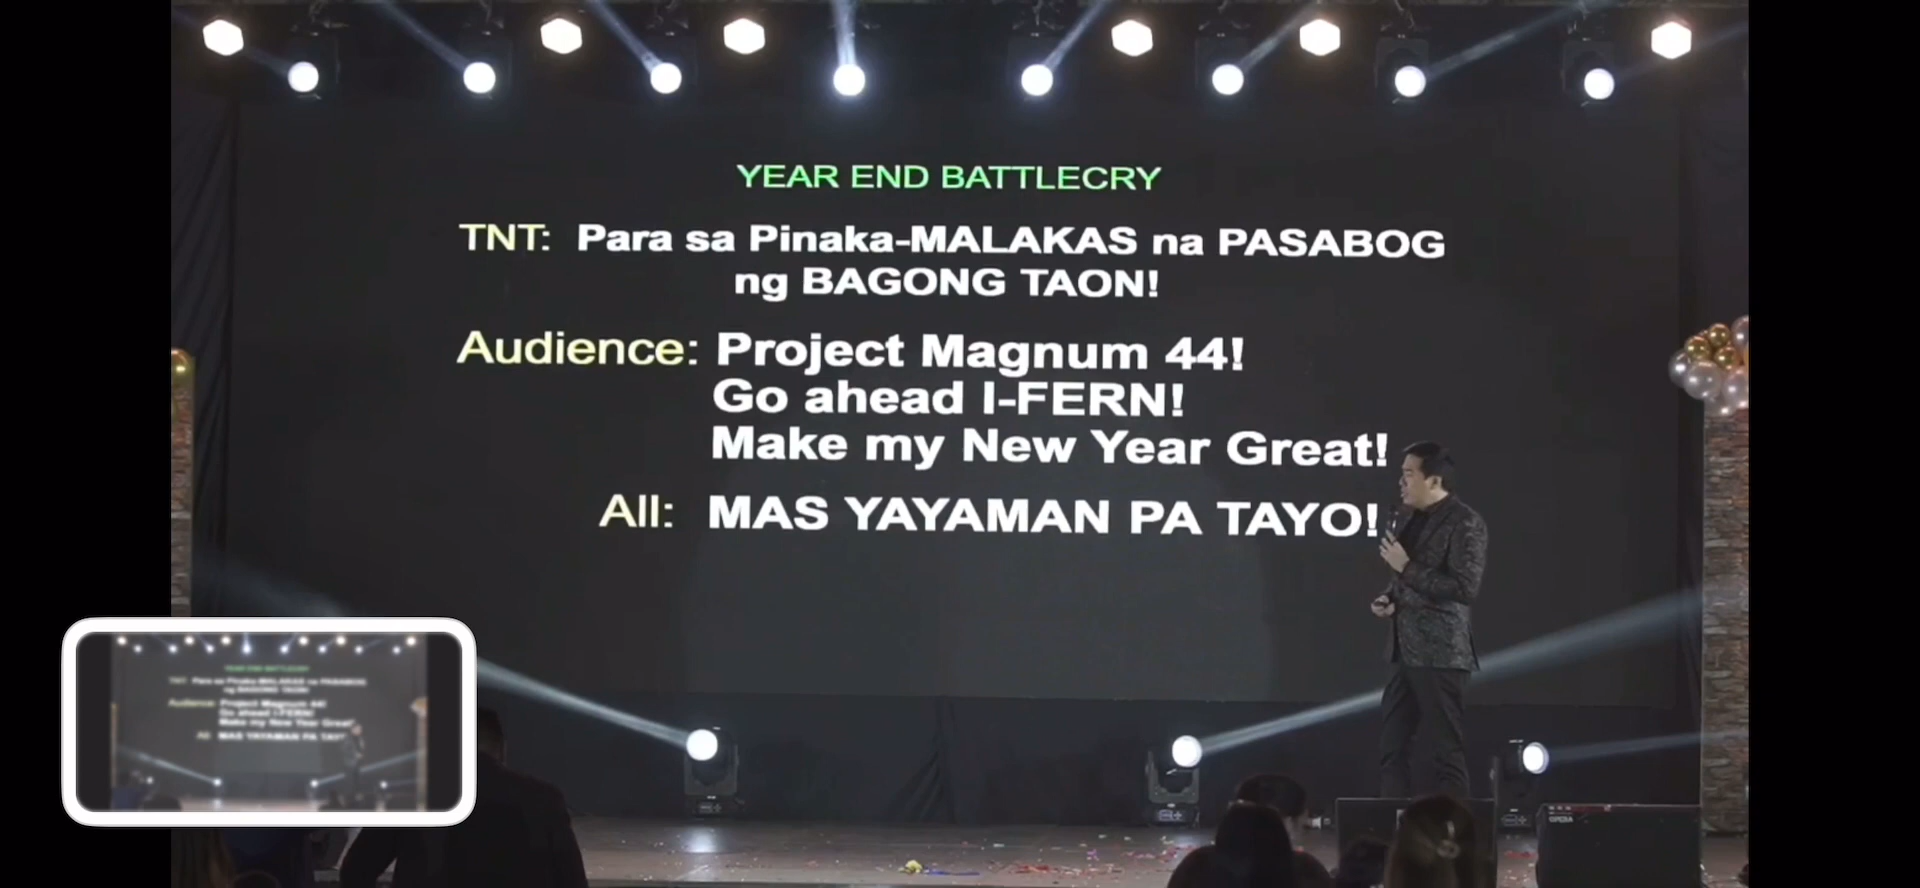 YEAR END BATTLECRY
TNT: Para sa Pinaka-MALAKAS na PASABOG
ng BAGONG TAON!
Audience: Project Magnum 44!
Go ahead I-FERN!
Make my New Year Great!
All: MAS YAYAMAN PA TAYO!